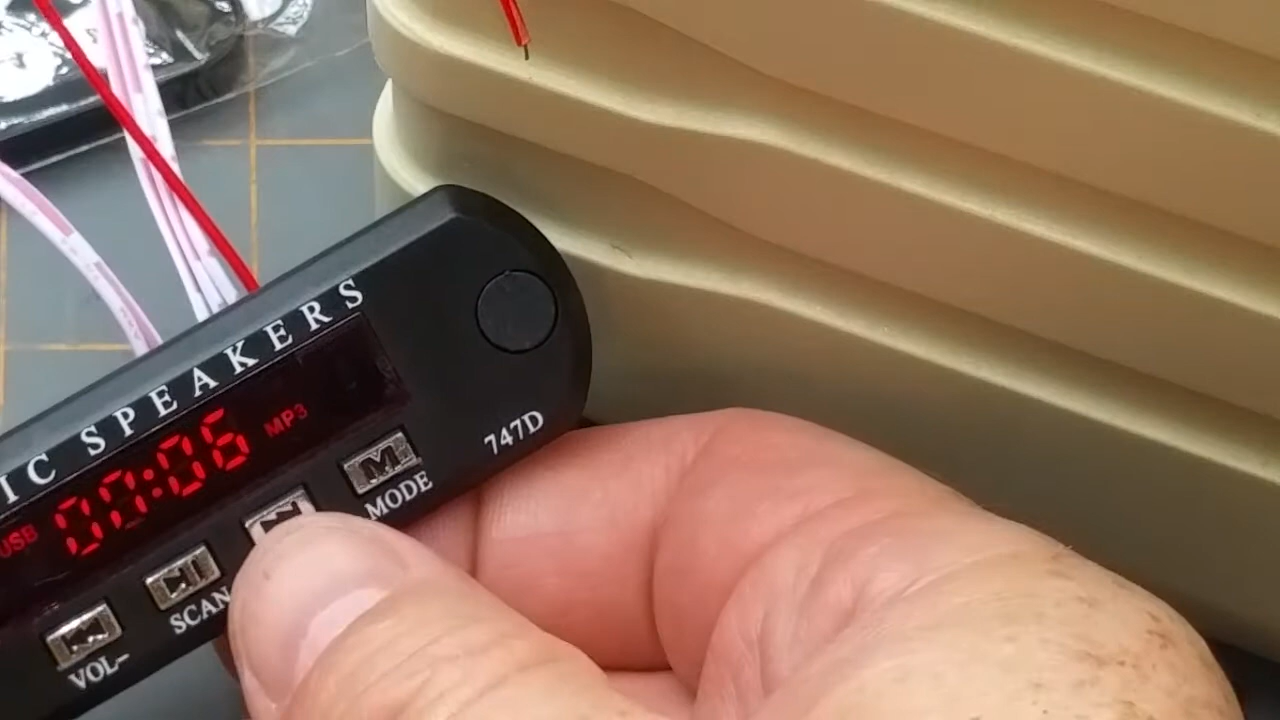 IC SPEAKERS
USB 00:06 MP3
VOL-
SCAN
M
MODE
747D